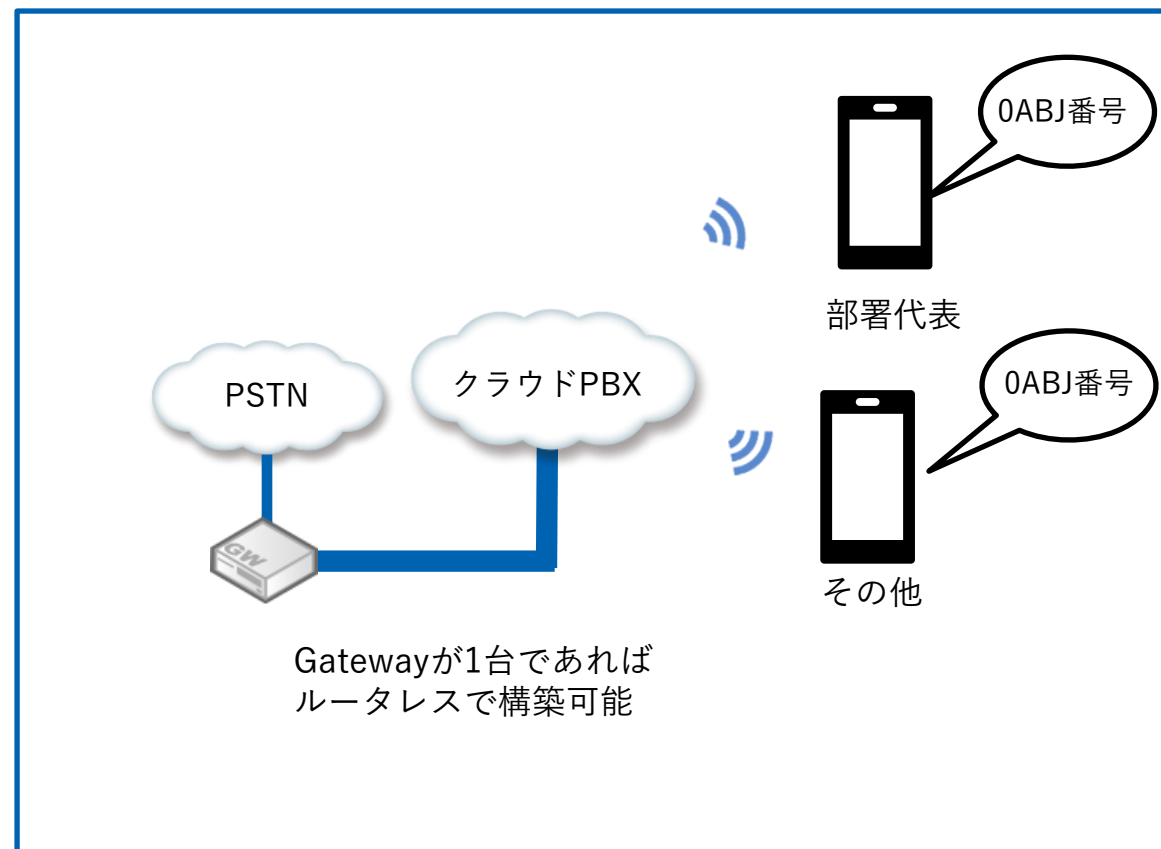 0ABJ番号
部署代表
PSTN
クラウドPBX
0ABJ番号
GW
その他
Gatewayが1台であれば
ルータレスで構築可能